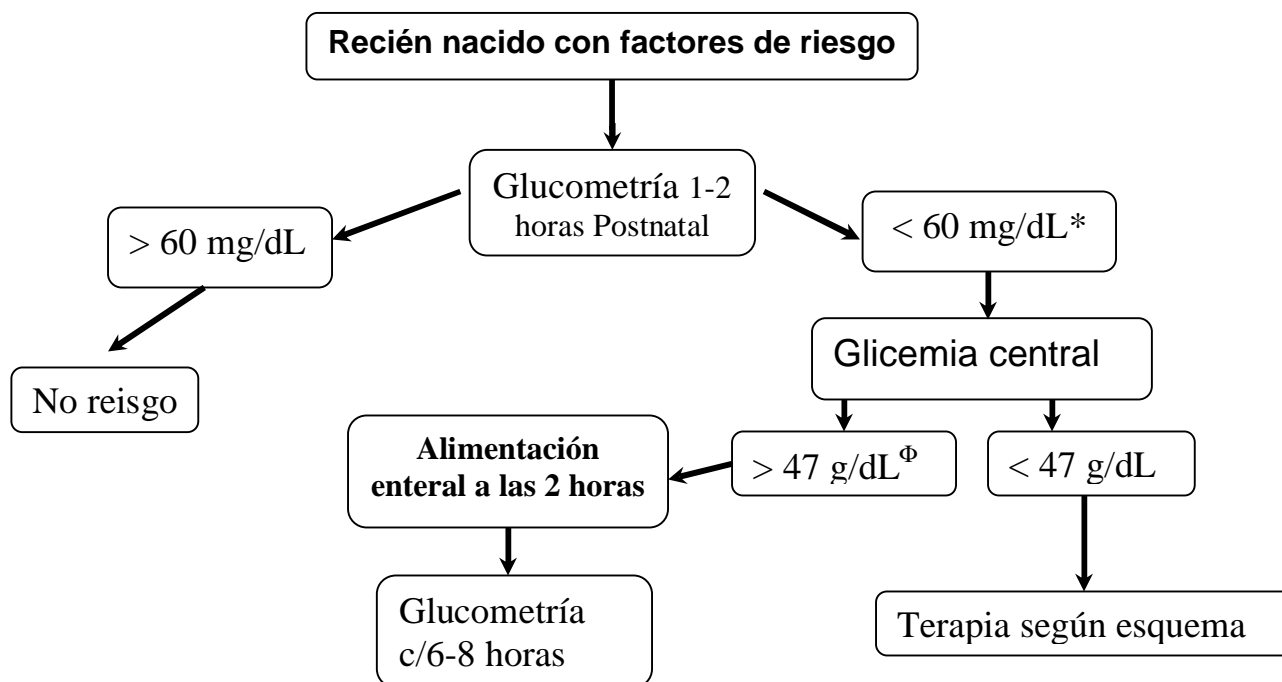 Recién nacido con factores de riesgo
Glucometría 1-2
horas Postnatal
> 60 mg/dL
< 60 mg/dL*
Glicemia central
No reisgo
Alimentación
enteral a las 2 horas
> 47 g/dLΦ
< 47 g/dL
Glucometría
c/6-8 horas
Terapia según esquema